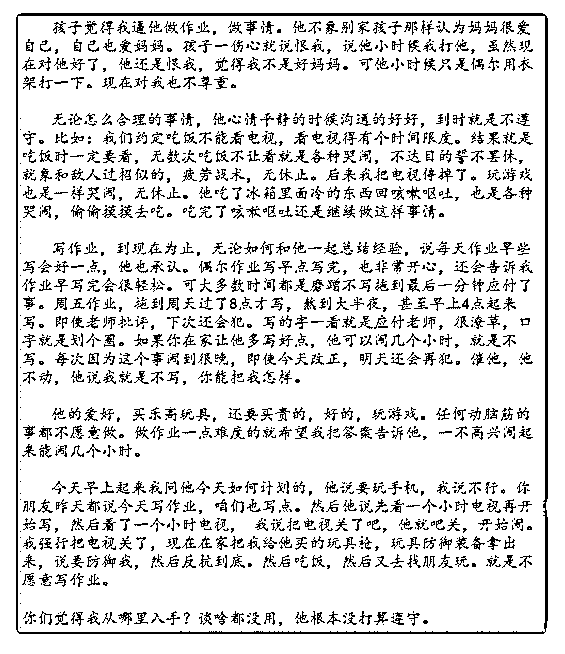 孩子觉得我逼他做作业，做事情。他不象别家孩子那样认为妈妈很爱
自己，自己也爱妈妈。孩子一伤心就说恨我，说他小时候我打他，虽然现
在对他好了，他还是恨我，觉得我不是好妈妈。可他小时候只是偶尔用衣
架打一下。现在对我也不尊重。
无论怎么合理的事情，他心情平静的时候沟通的好好，到时就是不遵
守。比如：我们约定吃饭不能看电视，看电视得有个时间限度。结果就是
吃饭时一定要看，无数次吃饭不让看就是各种哭闹，不达目的誓不罢休，
就象和敌人过招似的，疲劳战术，无休止。后来我把电视停掉了。玩游戏
也是一样哭闹，无休止。他吃了冰箱里面冷的东西回咳嗽呕吐，也是各种
哭闹，偷偷摸摸去吃。吃完了咳嗽呕吐还是继续做这样事情。
写作业，到现在为止，无论如何和他一起总结经验，说每天作业早些
写会好一点，他也承认。偶尔作业写早点写完，也非常开心，还会告诉我
作业早写完会很轻松。可大多数时间都是磨蹭不写拖到最后一分钟应付了
事。周五作业，拖到周天过了8点才写，熬到大半夜，甚至早上4点起来
写。即使老师批评，下次还会犯。写的字一看就是应付老师，很潦草，口
字就是划个圈。如果你在家让他多写好点，他可以闹几个小时，就是不
写。每次因为这个事闹到很晚，即使今天改正，明天还会再犯。催他，他
不动，他说我就是不写，你能把我怎样。
他的爱好，买乐高玩具，还要买贵的，好的，玩游戏。任何动脑筋的
事都不愿意做。做作业一点难度的就希望我把答案告诉他，一不高兴闹起
来能闹几个小时。
今天早上起来我问他今天如何计划的，他说要玩手机，我说不行。你
朋友昨天都说今天写作业，咱们也写点。然后他说先看一个小时电视再开
始写，然后看了一个小时电视， 我说把电视关了吧，他就吧关，开始闹。
我强行把电视关了，现在在家把我给他买的玩具枪，玩具防御装备拿出
来，说要防御我，然后反抗到底。然后吃饭，然后又去找朋友玩。就是不
愿意写作业。
你们觉得我从哪里入手？谈啥都没用，他根本没打算遵守。